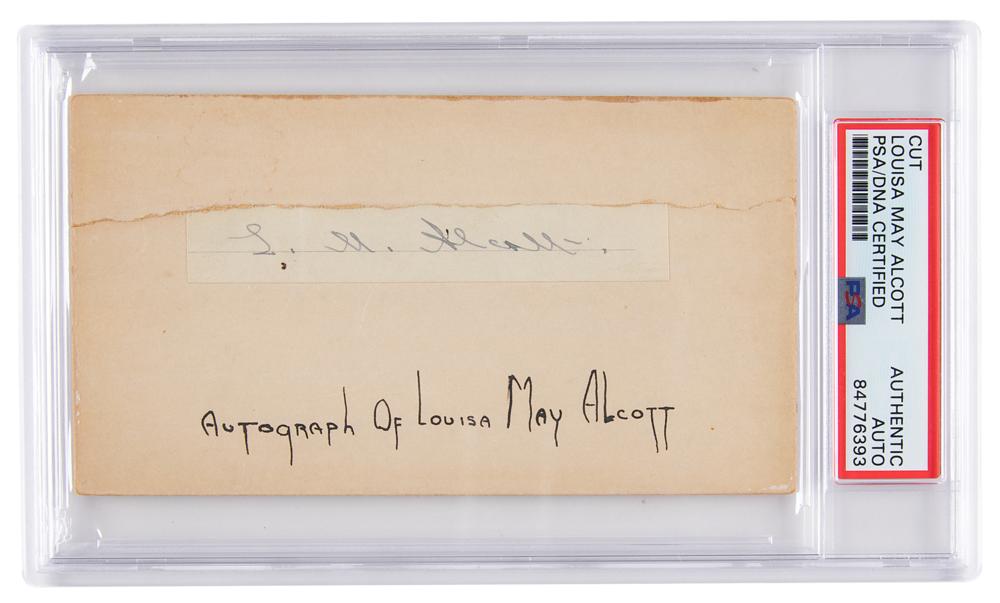 L. M. Alcott.
Autograph Of Louisa May Alcott
CUT
LOUISA MAY ALCOTT
PSA/DNA CERTIFIED
PSA
AUTHENTIC
AUTO
84776393